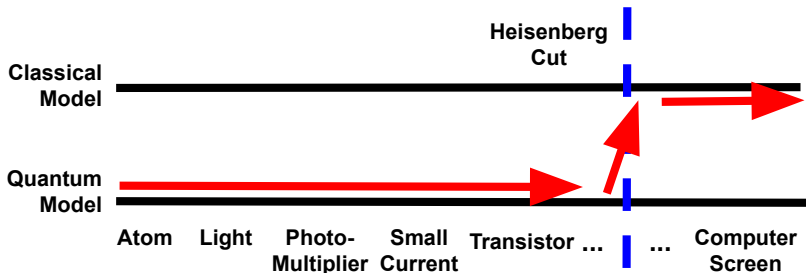 Heisenberg
Cut
Classical
Model
Quantum
Model
Atom Light Photo-
Multiplier Small
Current Transistor ... ... Computer
Screen